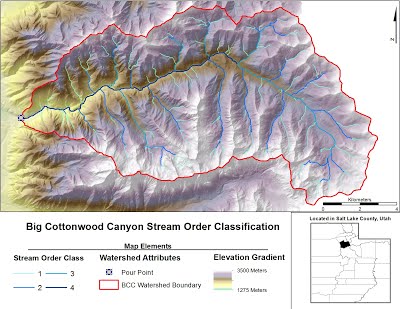 N
Kilometers
0 2 4
Big Cottonwood Canyon Stream Order Classification
Map Elements
Stream Order Class
1 3
2 4
Watershed Attributes
Pour Point
BCC Watershed Boundary
Elevation Gradient
3500 Meters
1275 Meters
Located in Salt Lake County, Utah